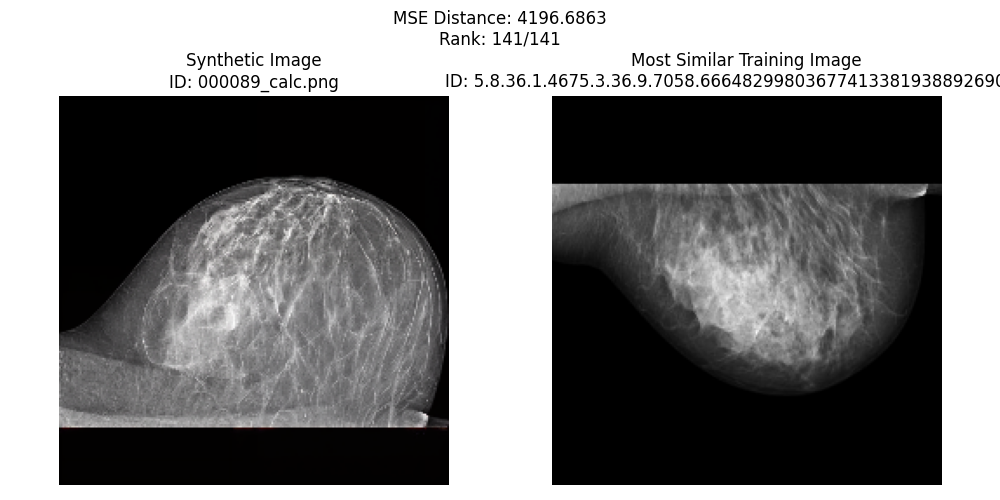 MSE Distance: 4196.6863
Rank: 141/141
Synthetic Image
ID: 000089_calc.png
Most Similar Training Image
ID: 5.8.36.1.4675.3.36.9.7058.66648299803677413381938892690